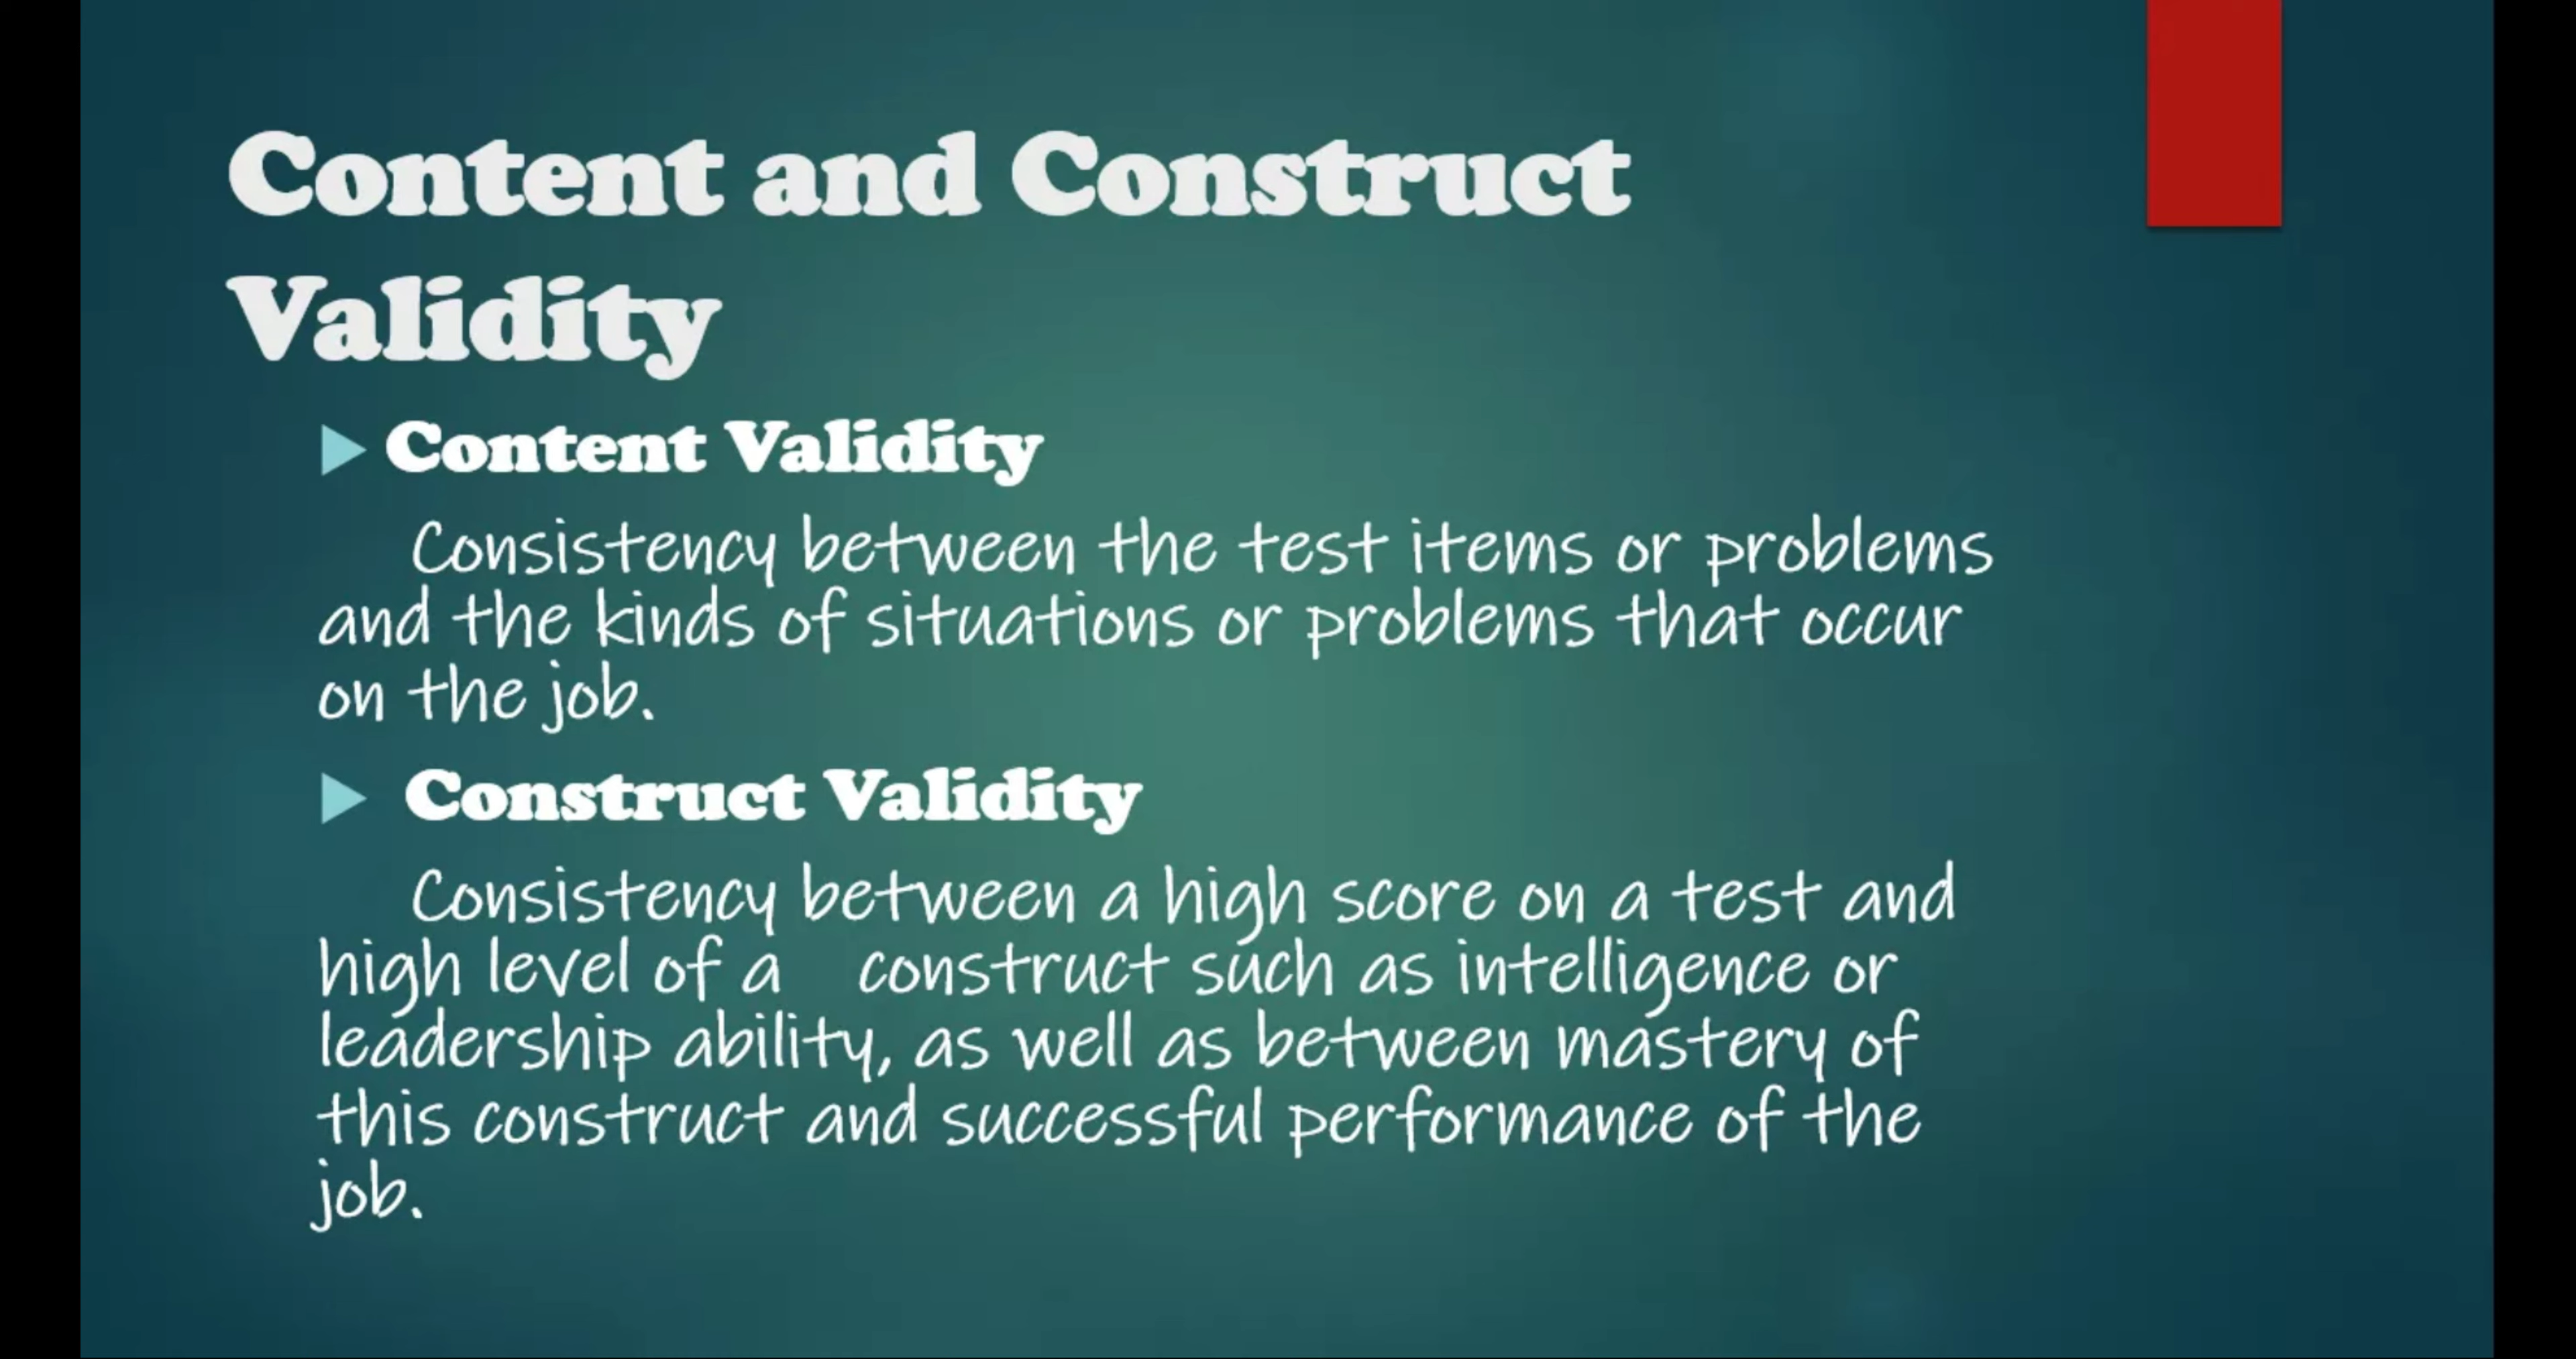 Content and Construct
Validity
Content Validity
Consistency between the test items or problems
and the kinds of situations or problems that occur
on the job.
Construct Validity
Consistency between a high score on a test and
high level of a construct such as intelligence or
leadership ability, as well as between mastery of
this construct and successful performance of the
job.